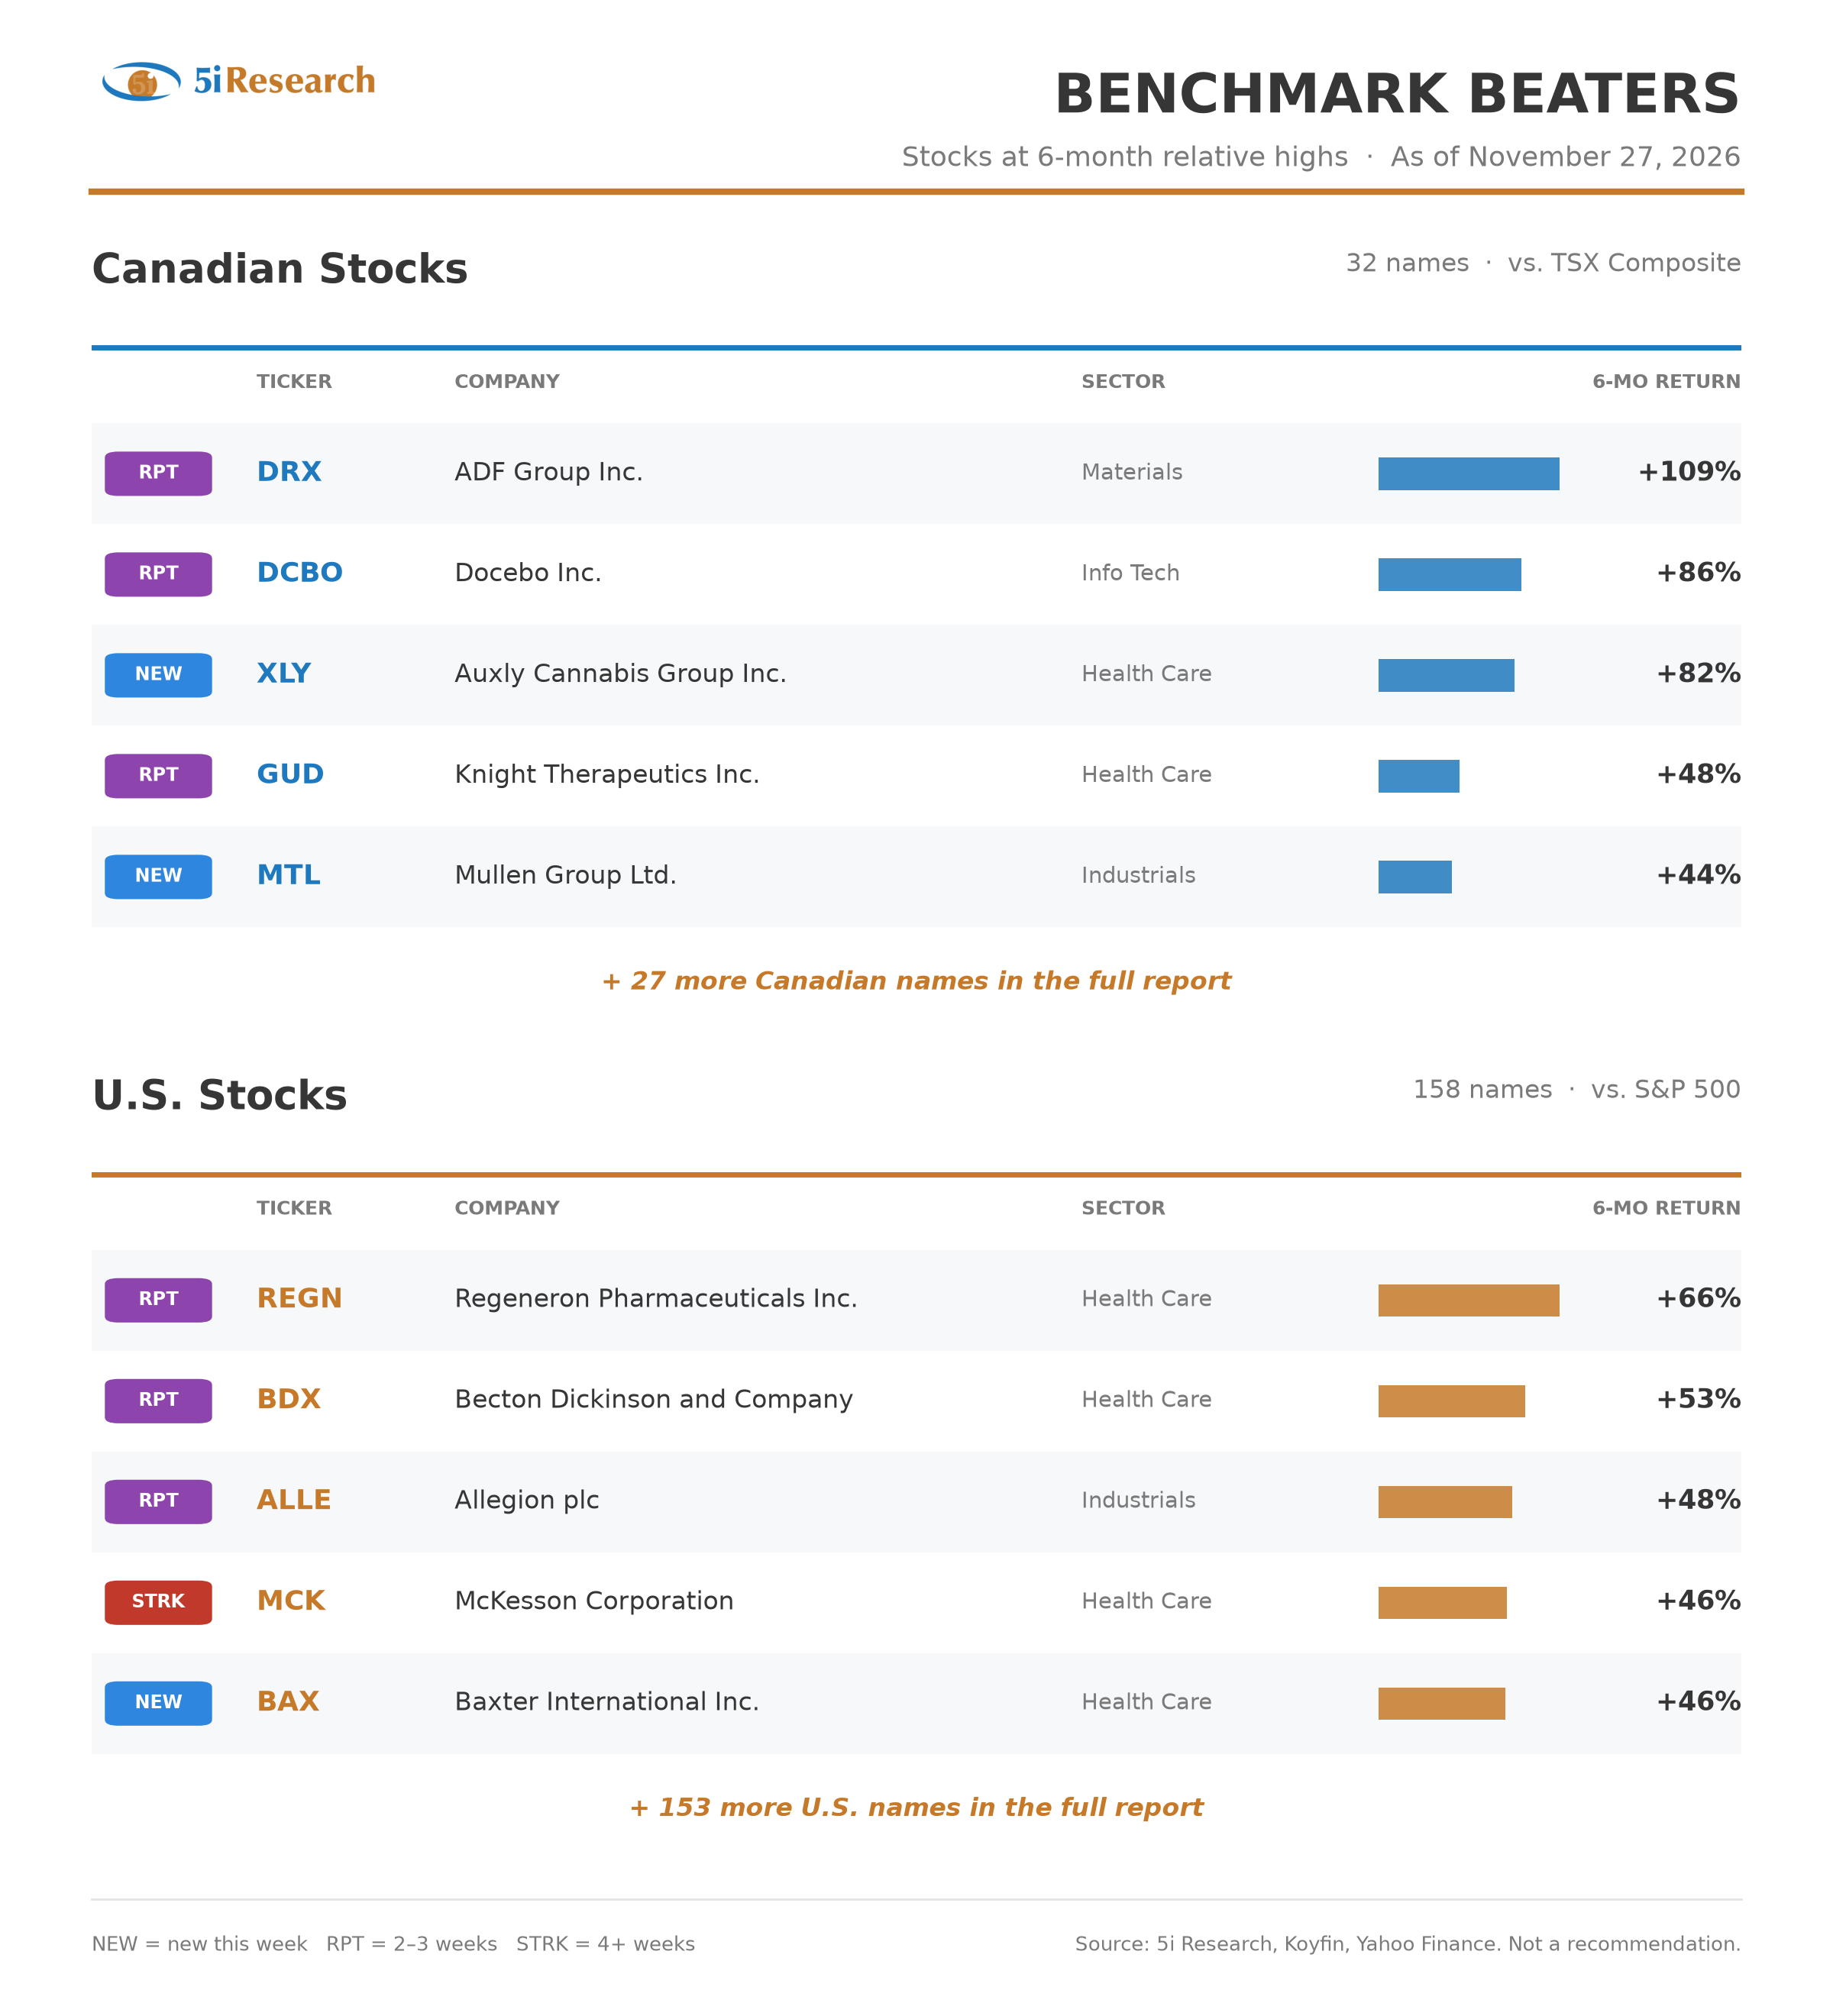 5i 5iResearch
BENCHMARK BEATERS
Stocks at 6-month relative highs · As of November 27, 2026
Canadian Stocks
32 names · vs. TSX Composite
TICKER COMPANY SECTOR 6-MO RETURN
RPT DRX ADF Group Inc. Materials +109%
RPT DCBO Docebo Inc. Info Tech +86%
NEW XLY Auxly Cannabis Group Inc. Health Care +82%
RPT GUD Knight Therapeutics Inc. Health Care +48%
NEW MTL Mullen Group Ltd. Industrials +44%
+ 27 more Canadian names in the full report
U.S. Stocks
158 names · vs. S&P 500
TICKER COMPANY SECTOR 6-MO RETURN
RPT REGN Regeneron Pharmaceuticals Inc. Health Care +66%
RPT BDX Becton Dickinson and Company Health Care +53%
RPT ALLE Allegion plc Industrials +48%
STRK MCK McKesson Corporation Health Care +46%
NEW BAX Baxter International Inc. Health Care +46%
+ 153 more U.S. names in the full report
NEW = new this week RPT = 2–3 weeks STRK = 4+ weeks
Source: 5i Research, Koyfin, Yahoo Finance. Not a recommendation.